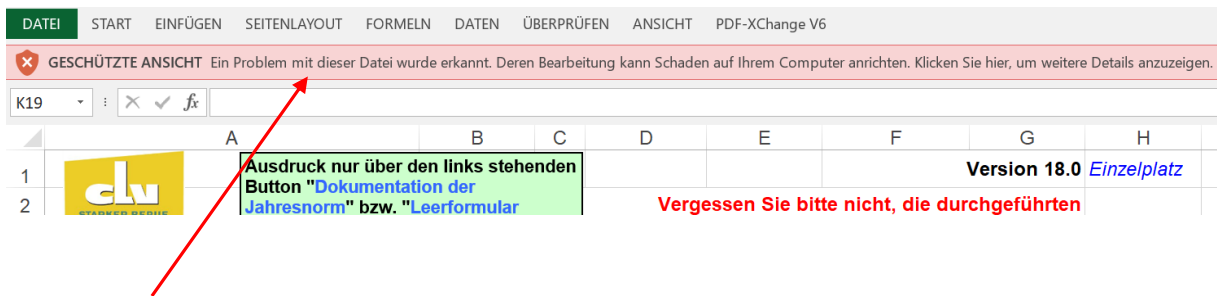 DATEI START EINFÜGEN SEITENLAYOUT FORMELN DATEN ÜBERPRÜFEN ANSICHT PDF-XChange V6
GESCHÜTZTE ANSICHT Ein Problem mit dieser Datei wurde erkannt. Deren Bearbeitung kann Schaden auf Ihrem Computer anrichten. Klicken Sie hier, um weitere Details anzuzeigen.
K19 fx
A B C D E F G H
1 clv Ausdruck nur über den links stehenden Version 18.0 Einzelplatz
Button "Dokumentation der
2 Jahresnorm" bzw. "Leerformular Vergessen Sie bitte nicht, die durchgeführten